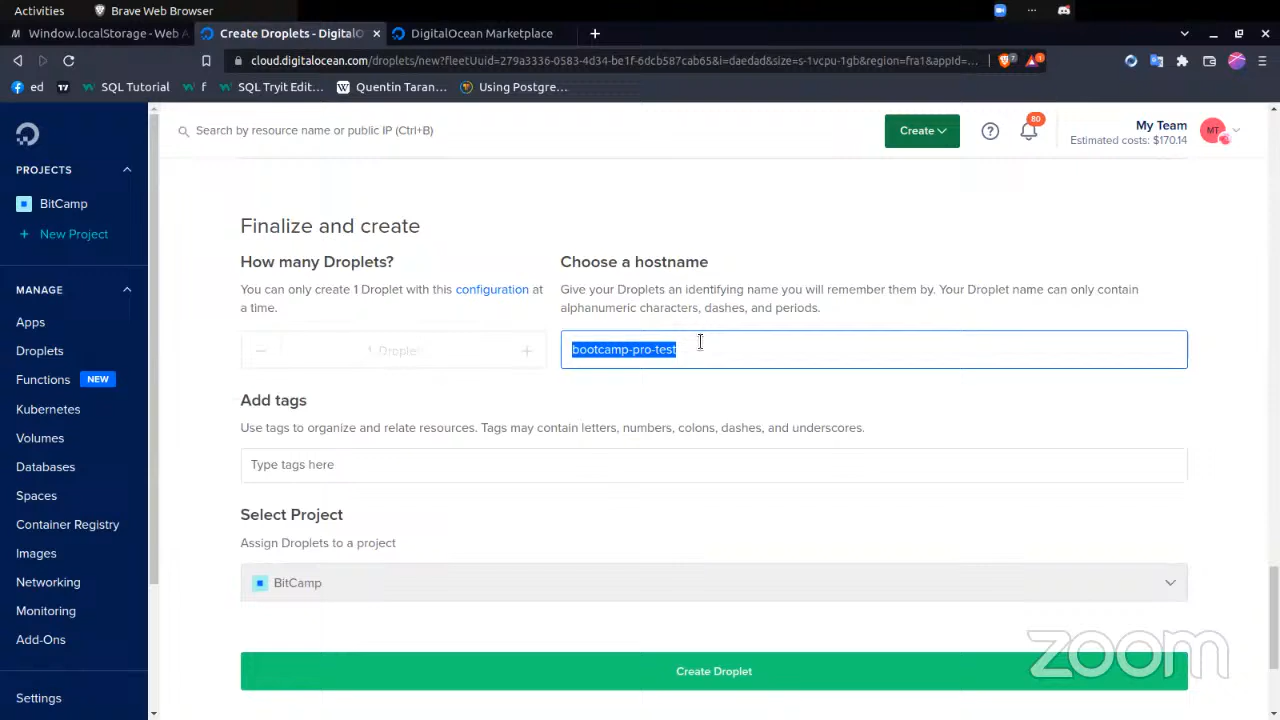 Activities
Brave Web Browser
Window.localStorage - Web A
Create Droplets - DigitalO
DigitalOcean Marketplace
cloud.digitalocean.com/droplets/new?fleetUuid=279a3336-0583-4d34-be1f-6dcb587cab65&i=daedad&size=s-1vcpu-1gb&region=fra1&appId=...
7
1
ed
SQL Tutorial
f
SQL Tryit Edit...
Quentin Taran...
Using Postgre...
Search by resource name or public IP (Ctrl+B)
Create
80
My Team
Estimated costs: $170.14
MT
PROJECTS
BitCamp
+ New Project
MANAGE
Apps
Droplets
Functions NEW
Kubernetes
Volumes
Databases
Spaces
Container Registry
Images
Networking
Monitoring
Add-Ons
Settings
Finalize and create
How many Droplets?
You can only create 1 Droplet with this configuration at
a time.
1 Droplet
Choose a hostname
Give your Droplets an identifying name you will remember them by. Your Droplet name can only contain
alphanumeric characters, dashes, and periods.
bootcamp-pro-test
Add tags
Use tags to organize and relate resources. Tags may contain letters, numbers, colons, dashes, and underscores.
Type tags here
Select Project
Assign Droplets to a project
BitCamp
Create Droplet
zoom